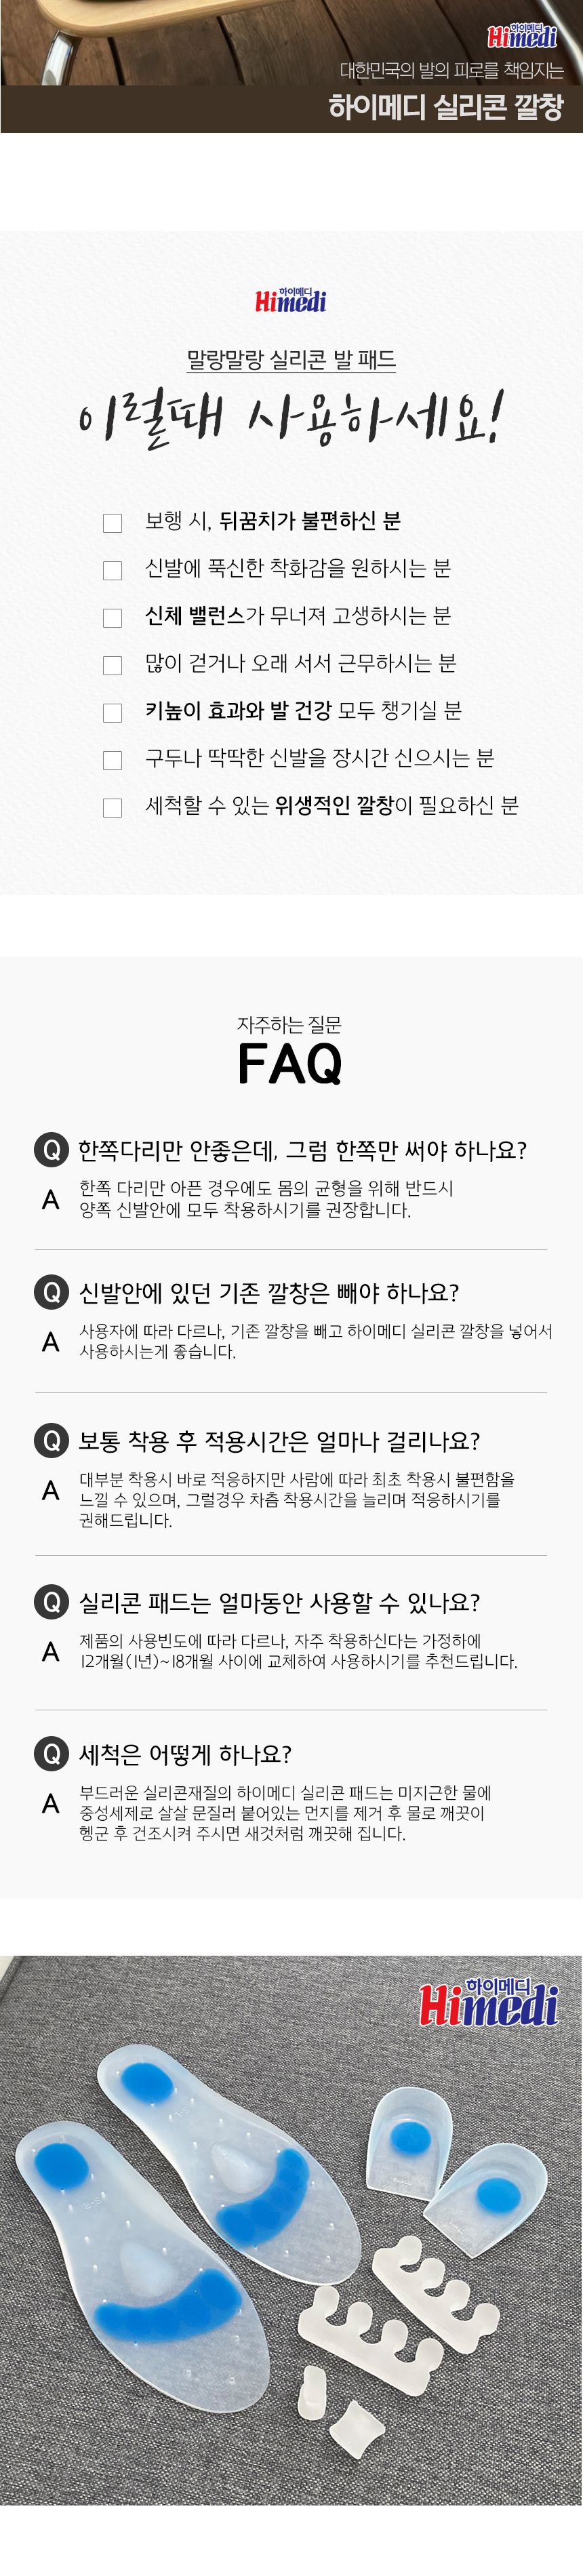 하이메디
Himedi
대한민국의 발의 피로를 책임지는
하이메디 실리콘 깔창
하이메디
Himedi
말랑말랑 실리콘 발 패드
이럴때 사용하세요!
보행 시, 뒤꿈치가 불편하신 분
신발에 푹신한 착화감을 원하시는 분
신체 밸런스가 무너져 고생하시는 분
많이 걷거나 오래 서서 근무하시는 분
키높이 효과와 발 건강 모두 챙기실 분
구두나 딱딱한 신발을 장시간 신으시는 분
세척할 수 있는 위생적인 깔창이 필요하신 분
자주하는 질문
FAQ
Q 한쪽다리만 안좋은데, 그럼 한쪽만 써야 하나요?
A 한쪽 다리만 아픈 경우에도 몸의 균형을 위해 반드시
양쪽 신발안에 모두 착용하시기를 권장합니다.
Q 신발안에 있던 기존 깔창은 빼야 하나요?
A 사용자에 따라 다르나, 기존 깔창을 빼고 하이메디 실리콘 깔창을 넣어서
사용하시는게 좋습니다.
Q 보통 착용 후 적용시간은 얼마나 걸리나요?
A 대부분 착용시 바로 적응하지만 사람에 따라 최초 착용시 불편함을
느낄 수 있으며, 그럴경우 차츰 착용시간을 늘리며 적응하시기를
권해드립니다.
Q 실리콘 패드는 얼마동안 사용할 수 있나요?
A 제품의 사용빈도에 따라 다르나, 자주 착용하신다는 가정하에
12개월(1년)~18개월 사이에 교체하여 사용하시기를 추천드립니다.
Q 세척은 어떻게 하나요?
A 부드러운 실리콘재질의 하이메디 실리콘 패드는 미지근한 물에
중성세제로 살살 문질러 붙어있는 먼지를 제거 후 물로 깨끗이
헹군 후 건조시켜 주시면 새것처럼 깨끗해 집니다.
하이메디
Himedi